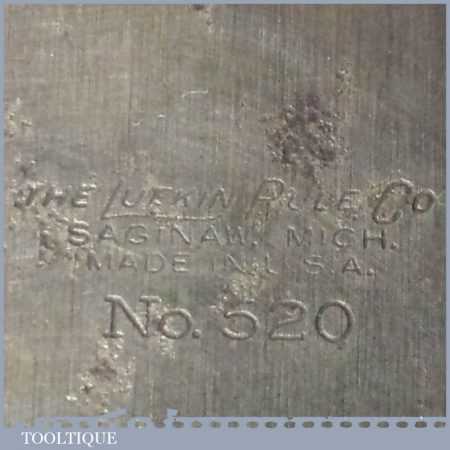 THE LUFKIN RULE CO
SAGINAW, MICH.
MADE IN U.S.A.
No. 520
TOOLTIQUE